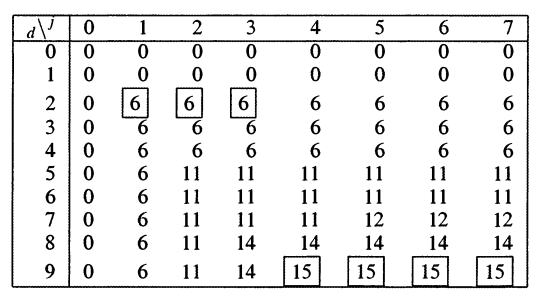 d\j 0 1 2 3 4 5 6 7
0 0 0 0 0 0 0 0 0
1 0 0 0 0 0 0 0 0
2 0 6 6 6 6 6 6 6
3 0 6 6 6 6 6 6 6
4 0 6 6 6 6 6 6 6
5 0 6 11 11 11 11 11 11
6 0 6 11 11 11 11 11 11
7 0 6 11 11 11 12 12 12
8 0 6 11 14 14 14 14 14
9 0 6 11 14 15 15 15 15